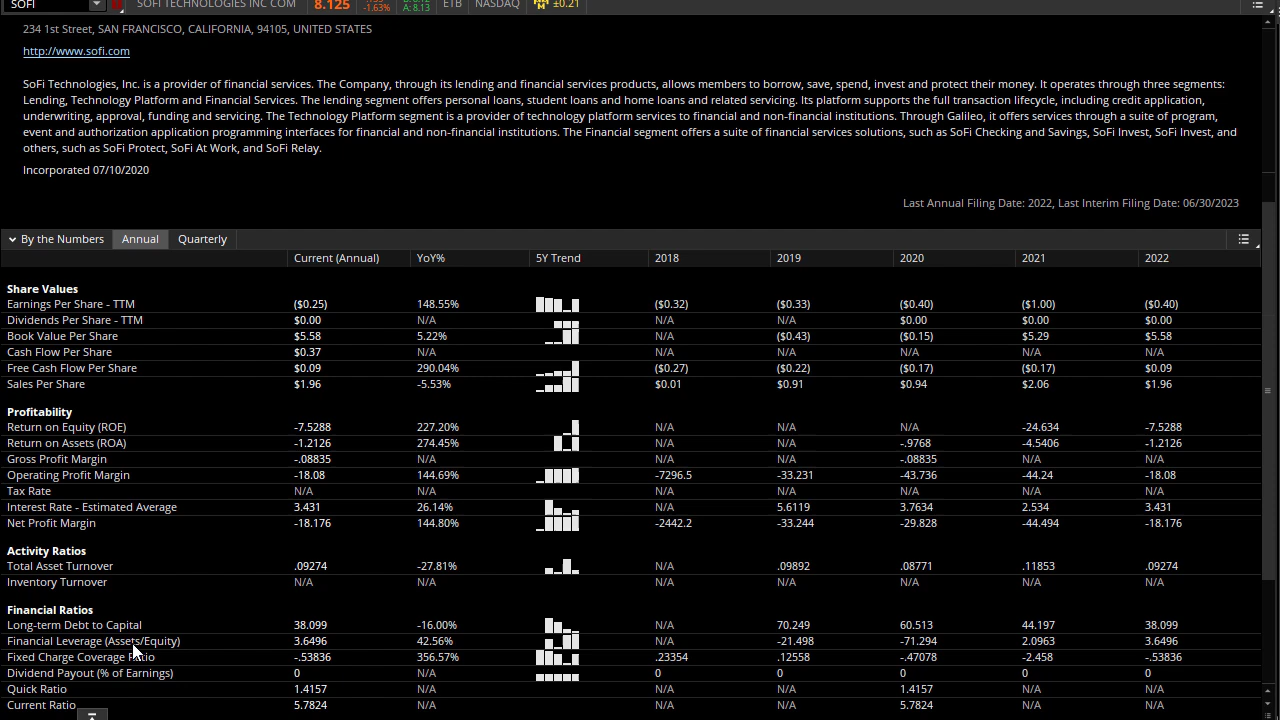 SOFI SOFI TECHNOLOGIES INC COM 8.125 -1.63% A: 8.13 ETB NASDAQ ±0.21
234 1st Street, SAN FRANCISCO, CALIFORNIA, 94105, UNITED STATES
http://www.sofi.com
SoFi Technologies, Inc. is a provider of financial services. The Company, through its lending and financial services products, allows members to borrow, save, spend, invest and protect their money. It operates through three segments:
Lending, Technology Platform and Financial Services. The lending segment offers personal loans, student loans and home loans and related servicing. Its platform supports the full transaction lifecycle, including credit application,
underwriting, approval, funding and servicing. The Technology Platform segment is a provider of technology platform services to financial and non-financial institutions. Through Galileo, it offers services through a suite of program,
event and authorization application programming interfaces for financial and non-financial institutions. The Financial segment offers a suite of financial services solutions, such as SoFi Checking and Savings, SoFi Invest, SoFi Invest, and
others, such as SoFi Protect, SoFi At Work, and SoFi Relay.
Incorporated 07/10/2020
Last Annual Filing Date: 2022, Last Interim Filing Date: 06/30/2023
By the Numbers Annual Quarterly
Current (Annual) YoY% 5Y Trend 2018 2019 2020 2021 2022
Share Values
Earnings Per Share - TTM ($0.25) 148.55% ($0.32) ($0.33) ($0.40) ($1.00) ($0.40)
Dividends Per Share - TTM $0.00 N/A N/A N/A $0.00 $0.00 $0.00
Book Value Per Share $5.58 5.22% N/A ($0.43) ($0.15) $5.29 $5.58
Cash Flow Per Share $0.37 N/A N/A N/A N/A N/A N/A
Free Cash Flow Per Share $0.09 290.04% ($0.27) ($0.22) ($0.17) ($0.17) $0.09
Sales Per Share $1.96 -5.53% $0.01 $0.91 $0.94 $2.06 $1.96
Profitability
Return on Equity (ROE) -7.5288 227.20% N/A N/A N/A -24.634 -7.5288
Return on Assets (ROA) -1.2126 274.45% N/A N/A -.9768 -4.5406 -1.2126
Gross Profit Margin -.08835 N/A N/A N/A -.08835 N/A N/A
Operating Profit Margin -18.08 144.69% -7296.5 -33.231 -43.736 -44.24 -18.08
Tax Rate N/A N/A N/A N/A N/A N/A N/A
Interest Rate - Estimated Average 3.431 26.14% N/A 5.6119 3.7634 2.534 3.431
Net Profit Margin -18.176 144.80% -2442.2 -33.244 -29.828 -44.494 -18.176
Activity Ratios
Total Asset Turnover .09274 -27.81% N/A .09892 .08771 .11853 .09274
Inventory Turnover N/A N/A N/A N/A N/A N/A N/A
Financial Ratios
Long-term Debt to Capital 38.099 -16.00% N/A 70.249 60.513 44.197 38.099
Financial Leverage (Assets/Equity) 3.6496 42.56% N/A -21.498 -71.294 2.0963 3.6496
Fixed Charge Coverage Ratio -.53836 356.57% .23354 .12558 -.47078 -2.458 -.53836
Dividend Payout (% of Earnings) 0 N/A 0 0 0 0 0
Quick Ratio 1.4157 N/A N/A N/A 1.4157 N/A N/A
Current Ratio 5.7824 N/A N/A N/A 5.7824 N/A N/A